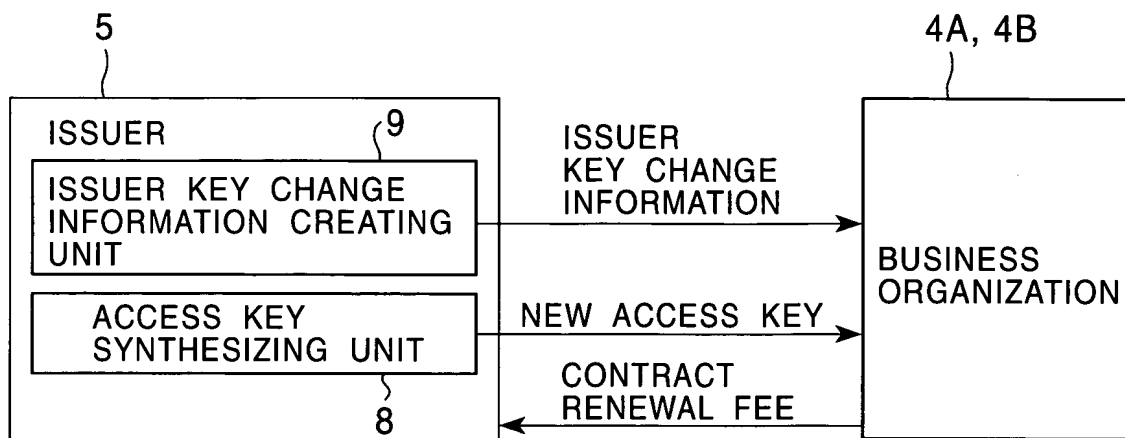 5
4A, 4B
ISSUER
9
ISSUER KEY CHANGE
INFORMATION CREATING
UNIT
ISSUER
KEY CHANGE
INFORMATION
BUSINESS
ORGANIZATION
ACCESS KEY
SYNTHESIZING UNIT
NEW ACCESS KEY
8
CONTRACT
RENEWAL FEE